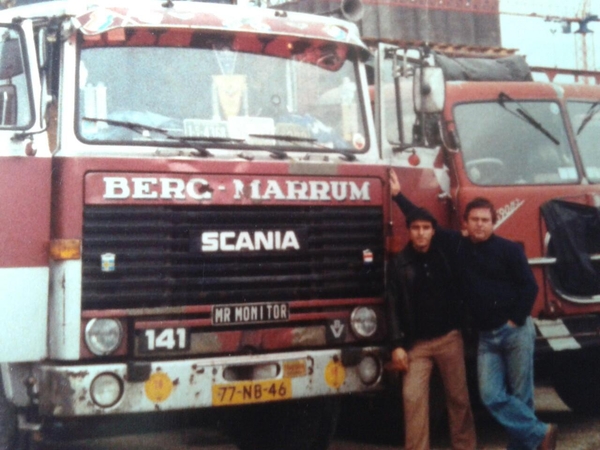 BERG - MARRUM
SCANIA
MR MONITOR
141
77-NB-46